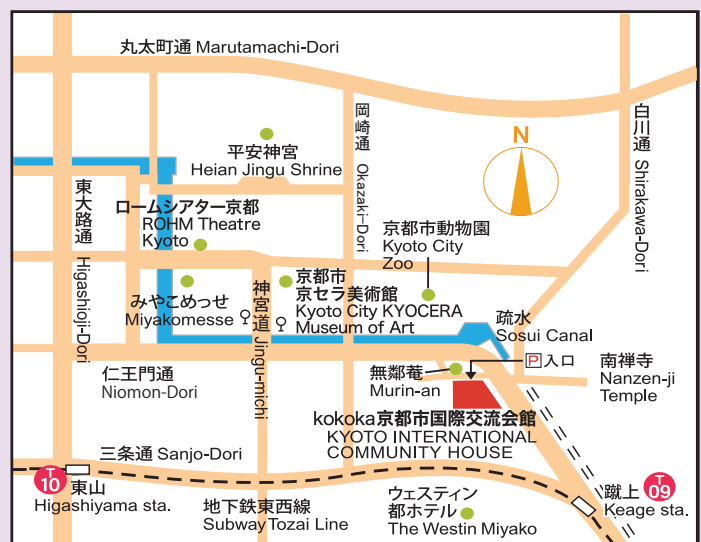 丸太町通 Marutamachi-Dori
岡崎通 Okazaki-Dori
白川通 Shirakawa-Dori
N
平安神宮
Heian Jingu Shrine
東大路通 Higashioji-Dori
ロームシアター京都
ROHM Theatre
Kyoto
京都市動物園
Kyoto City
Zoo
みやこめっせ
Miyakomesse
神宮道 Jingu-michi
京都市
京セラ美術館
Kyoto City KYOCERA
Museum of Art
疏水
Sosui Canal
仁王門通
Niomon-Dori
無鄰菴
Murin-an
P入口
南禅寺
Nanzen-ji
Temple
kokoka京都市国際交流会館
KYOTO INTERNATIONAL
COMMUNITY HOUSE
三条通 Sanjo-Dori
T
10
東山
Higashiyama sta.
地下鉄東西線
Subway Tozai Line
ウェスティン
都ホテル
The Westin Miyako
蹴上
Keage sta.
T
09